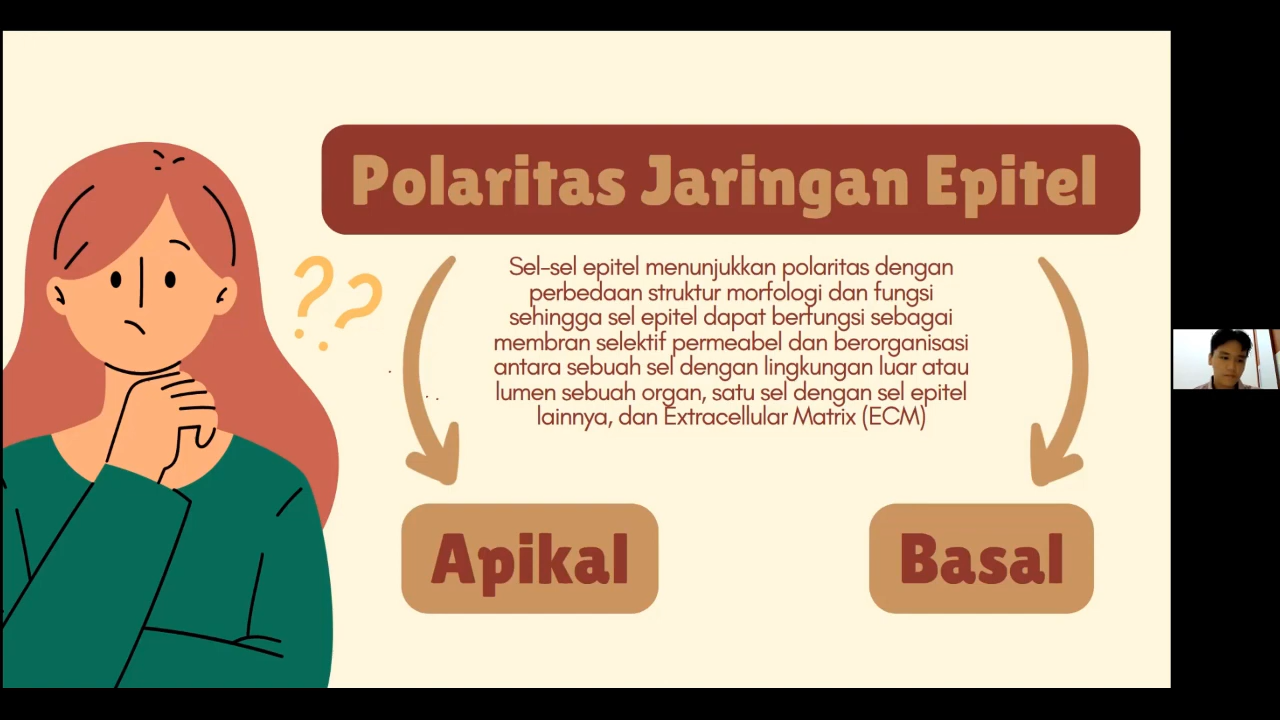 Polaritas Jaringan Epitel
Sel-sel epitel menunjukkan polaritas dengan
perbedaan struktur morfologi dan fungsi
sehingga sel epitel dapat berfungsi sebagai
membran selektif permeabel dan berorganisasi
antara sebuah sel dengan lingkungan luar atau
lumen sebuah organ, satu sel dengan sel epitel
lainnya, dan Extracellular Matrix (ECM)
??
Apikal
Basal